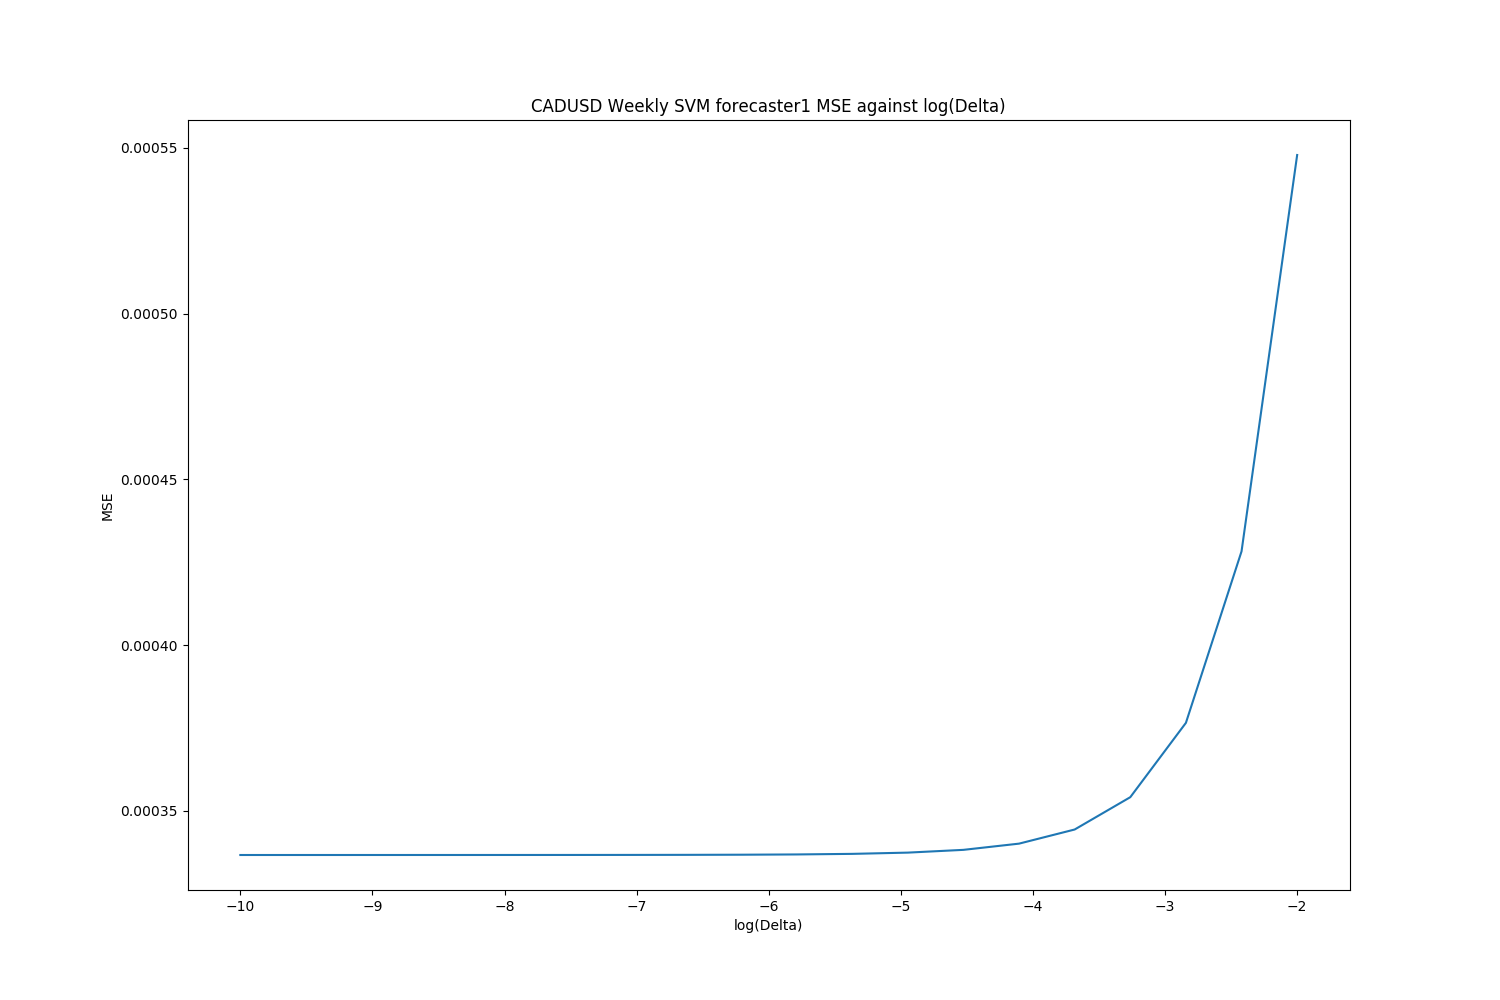 CADUSD Weekly SVM forecaster1 MSE against log(Delta)
0.00055
0.00050
0.00045
0.00040
0.00035
MSE
−10 −9 −8 −7 −6 −5 −4 −3 −2
log(Delta)